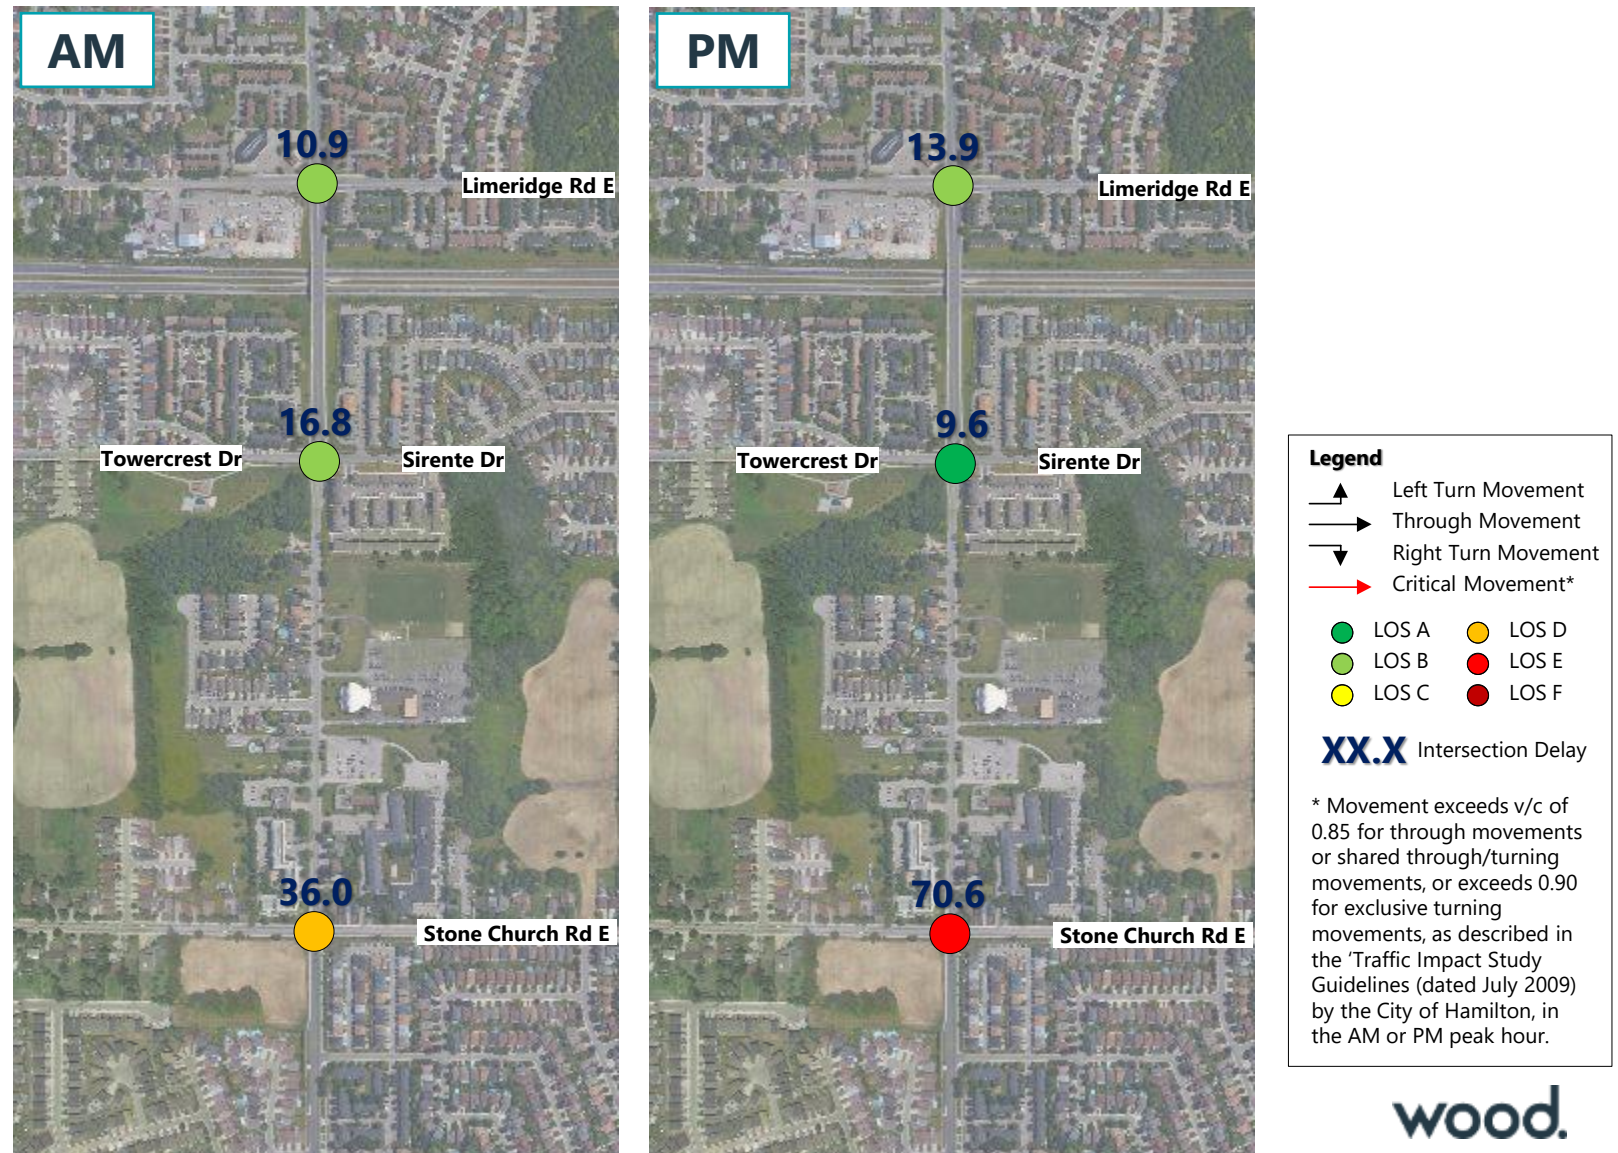 AM
10.9
Limeridge Rd E
16.8
Towercrest Dr
Sirente Dr
36.0
Stone Church Rd E
PM
13.9
Limeridge Rd E
9.6
Towercrest Dr
Sirente Dr
70.6
Stone Church Rd E
Legend
Left Turn Movement
Through Movement
Right Turn Movement
Critical Movement*
LOS A
LOS D
LOS B
LOS E
LOS C
LOS F
XX.X Intersection Delay
* Movement exceeds v/c of
0.85 for through movements
or shared through/turning
movements, or exceeds 0.90
for exclusive turning
movements, as described in
the ‘Traffic Impact Study
Guidelines (dated July 2009)
by the City of Hamilton, in
the AM or PM peak hour.
wood.